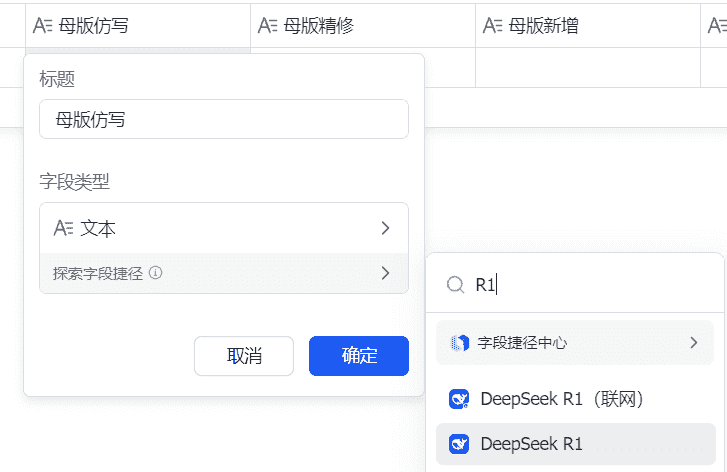 母版仿写
母版精修
母版新增
标题
母版仿写
字段类型
文本
探索字段捷径
取消
确定
R1
字段捷径中心
DeepSeek R1（联网）
DeepSeek R1